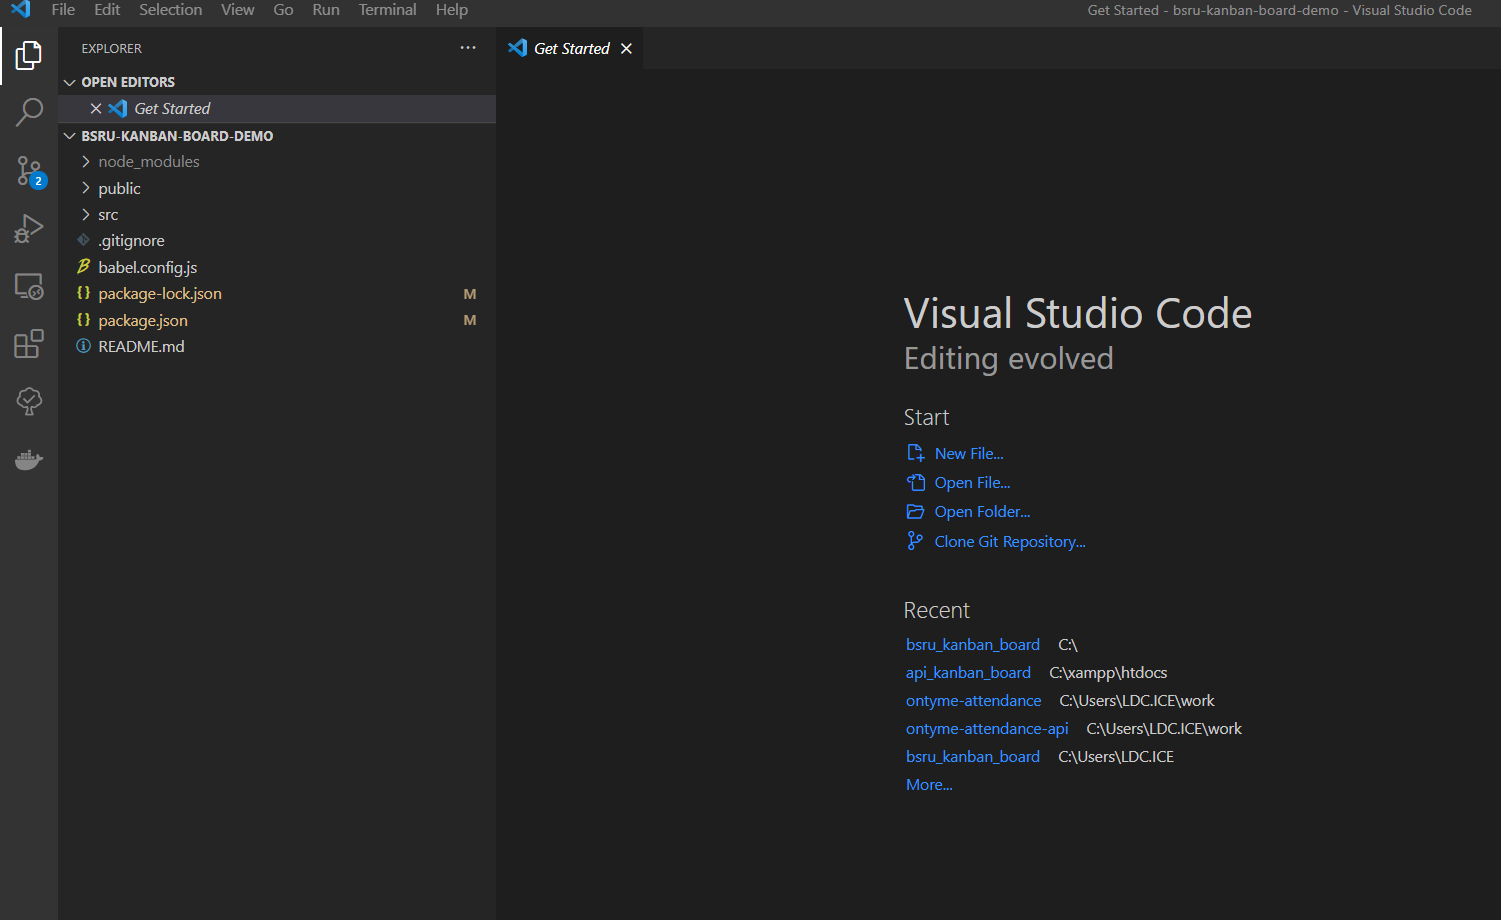 File Edit Selection View Go Run Terminal Help
Get Started - bsru-kanban-board-demo - Visual Studio Code
EXPLORER
OPEN EDITORS
Get Started
BSRU-KANBAN-BOARD-DEMO
node_modules
public
src
.gitignore
babel.config.js
package-lock.json M
package.json M
README.md
2
Get Started
Visual Studio Code
Editing evolved
Start
New File...
Open File...
Open Folder...
Clone Git Repository...
Recent
bsru_kanban_board C:\
api_kanban_board C:\xampp\htdocs
ontyme-attendance C:\Users\LDC.ICE\work
ontyme-attendance-api C:\Users\LDC.ICE\work
bsru_kanban_board C:\Users\LDC.ICE
More...